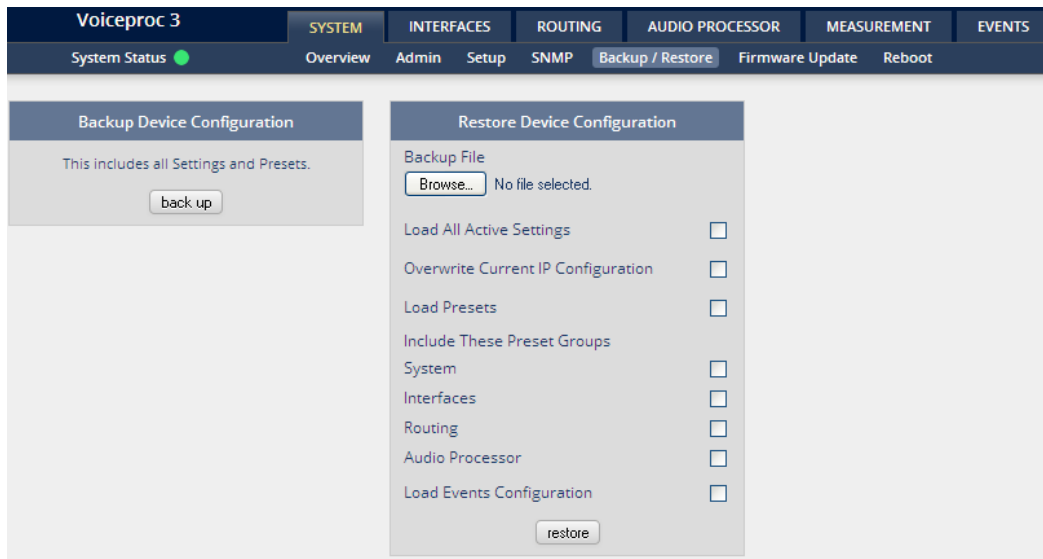 Voiceproc 3
SYSTEM INTERFACES ROUTING AUDIO PROCESSOR MEASUREMENT EVENTS
System Status
Overview Admin Setup SNMP Backup / Restore Firmware Update Reboot
Backup Device Configuration
This includes all Settings and Presets.
back up
Restore Device Configuration
Backup File
Browse... No file selected.
Load All Active Settings
Overwrite Current IP Configuration
Load Presets
Include These Preset Groups
System
Interfaces
Routing
Audio Processor
Load Events Configuration
restore